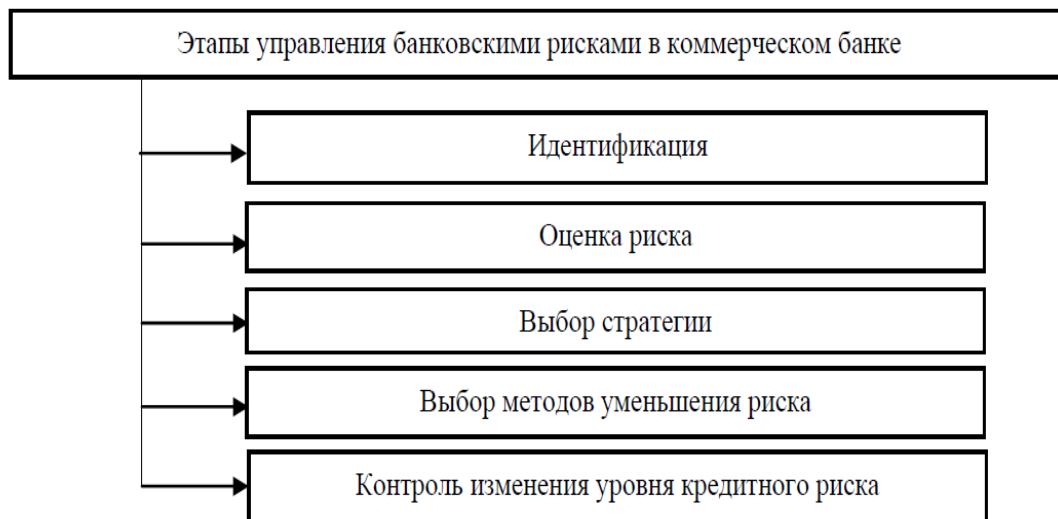 Этапы управления банковскими рисками в коммерческом банке
Идентификация
Оценка риска
Выбор стратегии
Выбор методов уменьшения риска
Контроль изменения уровня кредитного риска